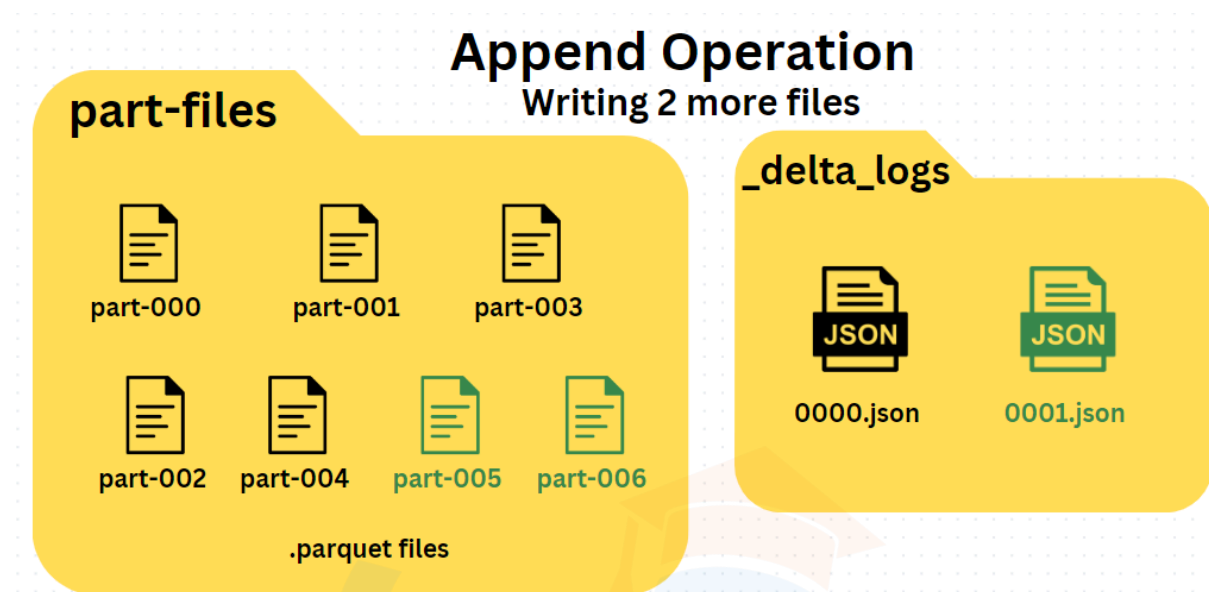 Append Operation
Writing 2 more files
part-files
part-000
part-001
part-003
part-002
part-004
part-005
part-006
.parquet files
_delta_logs
JSON
JSON
0000.json
0001.json